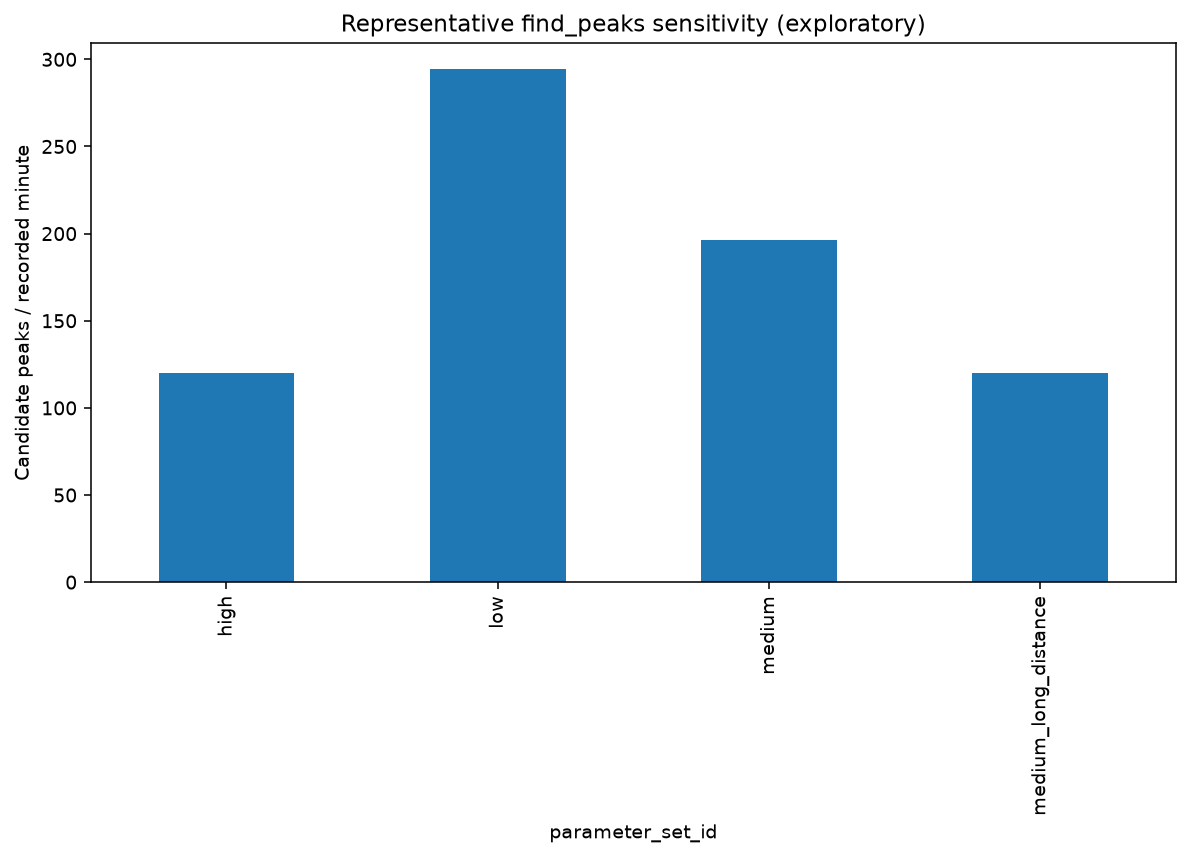 Representative find_peaks sensitivity (exploratory)
Candidate peaks / recorded minute
300
250
200
150
100
50
0
high
low
medium
medium_long_distance
parameter_set_id